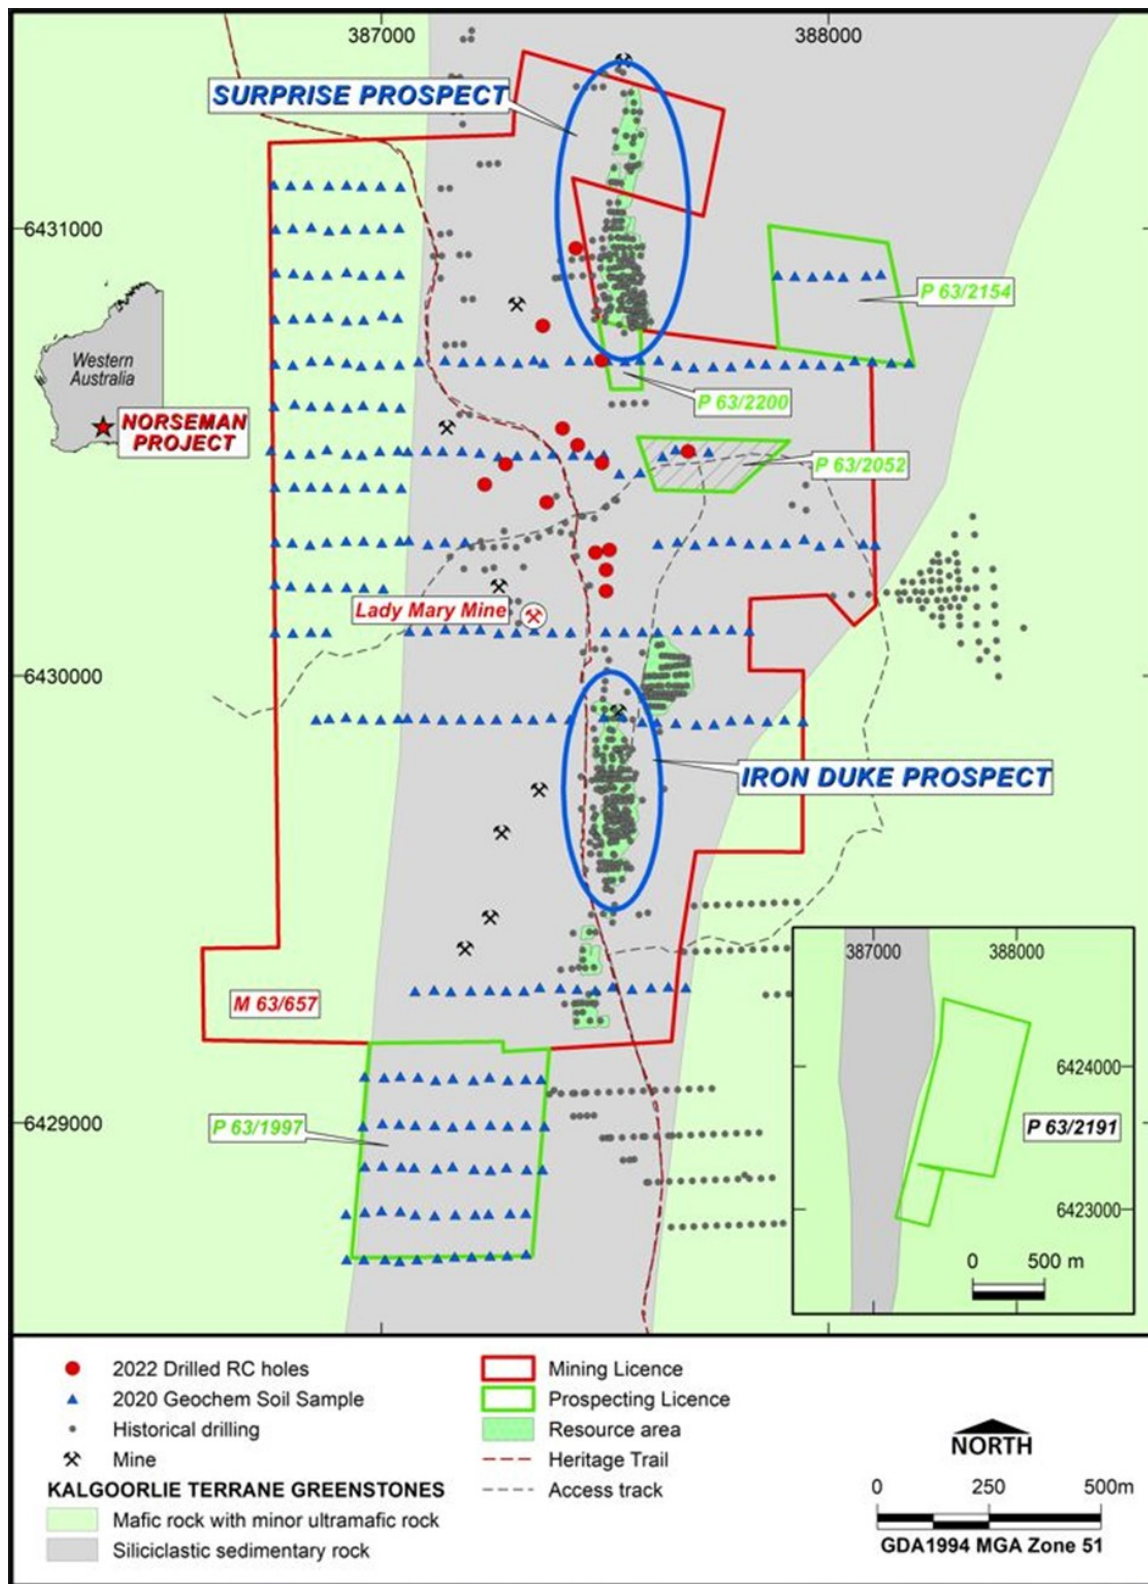 387000
388000
SURPRISE PROSPECT
6431000
P 63/2154
Western
Australia
NORSEMAN
PROJECT
P 63/2200
P 63/2052
Lady Mary Mine
6430000
IRON DUKE PROSPECT
387000
388000
M 63/657
6424000
6429000
P 63/1997
P 63/2191
6423000
0
500 m
2022 Drilled RC holes
2020 Geochem Soil Sample
Historical drilling
Mine
KALGOORLIE TERRANE GREENSTONES
Mafic rock with minor ultramafic rock
Siliciclastic sedimentary rock
Mining Licence
Prospecting Licence
Resource area
Heritage Trail
Access track
NORTH
0
250
500m
GDA1994 MGA Zone 51